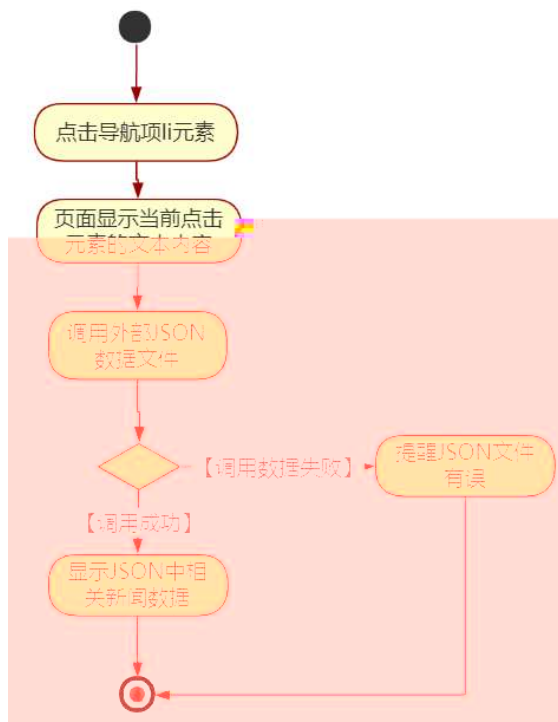 点击导航项li元素
页面显示当前点击
元素的文本内容
调用外部JSON
数据文件
【调用数据失败】
提醒JSON文件
有误
【调用成功】
显示JSON中相
关新闻数据